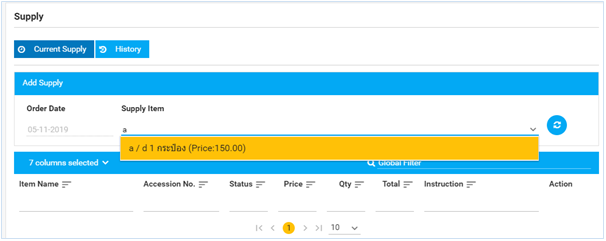 Supply
Current Supply History
Add Supply
Order Date Supply Item
05-11-2019 a
a / d 1 กระป๋อง (Price:150.00)
7 columns selected Global Filter
Item Name Accession No. Status Price Qty Total Instruction Action
1 10